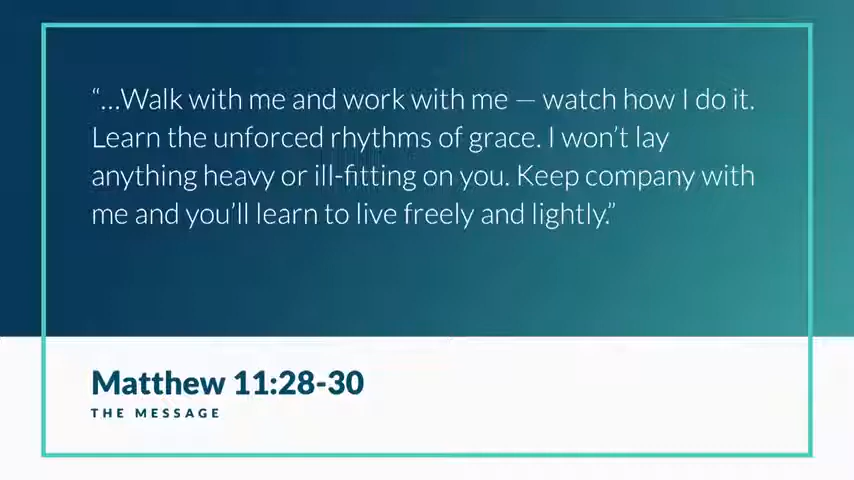 “...Walk with me and work with me — watch how I do it.
Learn the unforced rhythms of grace. I won’t lay
anything heavy or ill-fitting on you. Keep company with
me and you’ll learn to live freely and lightly.”
Matthew 11:28-30
THE MESSAGE